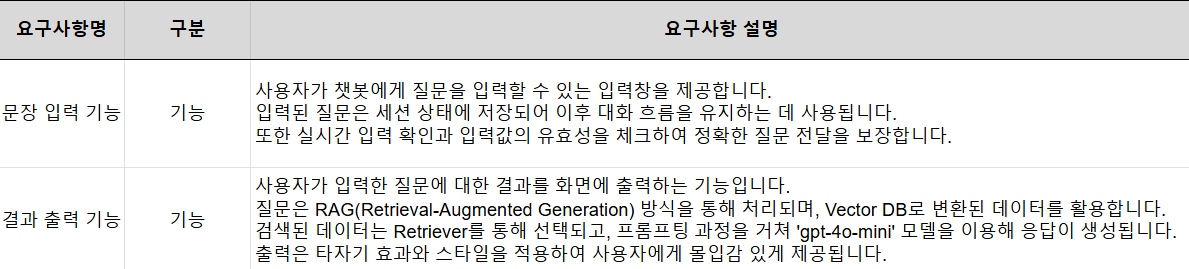 요구사항명 구분 요구사항 설명
문장 입력 기능 기능
사용자가 챗봇에게 질문을 입력할 수 있는 입력창을 제공합니다.
입력된 질문은 세션 상태에 저장되어 이후 대화 흐름을 유지하는 데 사용됩니다.
또한 실시간 입력 확인과 입력값의 유효성을 체크하여 정확한 질문 전달을 보장합니다.
결과 출력 기능 기능
사용자가 입력한 질문에 대한 결과를 화면에 출력하는 기능입니다.
질문은 RAG(Retrieval-Augmented Generation) 방식을 통해 처리되며, Vector DB로 변환된 데이터를 활용합니다.
검색된 데이터는 Retriever를 통해 선택되고, 프롬프팅 과정을 거쳐 'gpt-4o-mini' 모델을 이용해 응답이 생성됩니다.
출력은 타자기 효과와 스타일을 적용하여 사용자에게 몰입감 있게 제공됩니다.